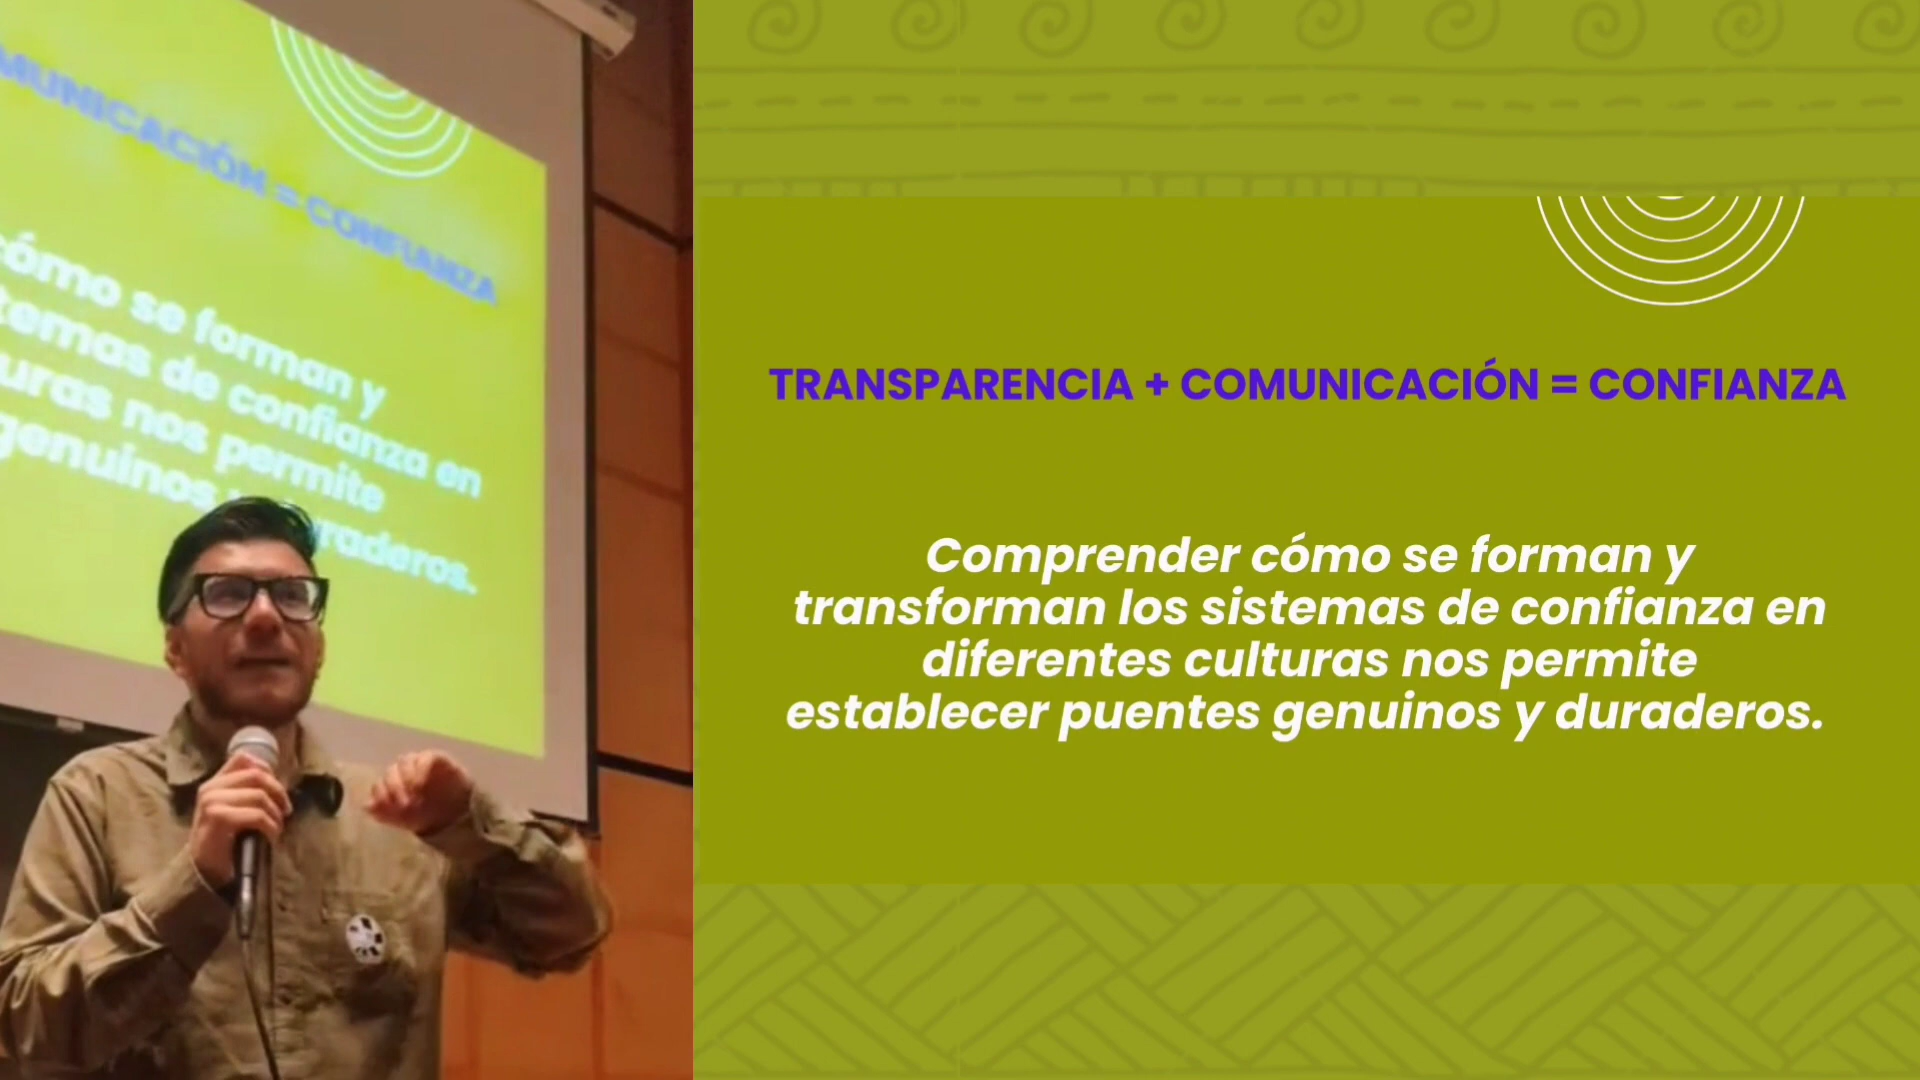 MUNICACIÓN = CONFIANZA
cómo se forman y
temas de confianza en
uras nos permite
genuinos y duraderos.
TRANSPARENCIA + COMUNICACIÓN = CONFIANZA
Comprender cómo se forman y
transforman los sistemas de confianza en
diferentes culturas nos permite
establecer puentes genuinos y duraderos.